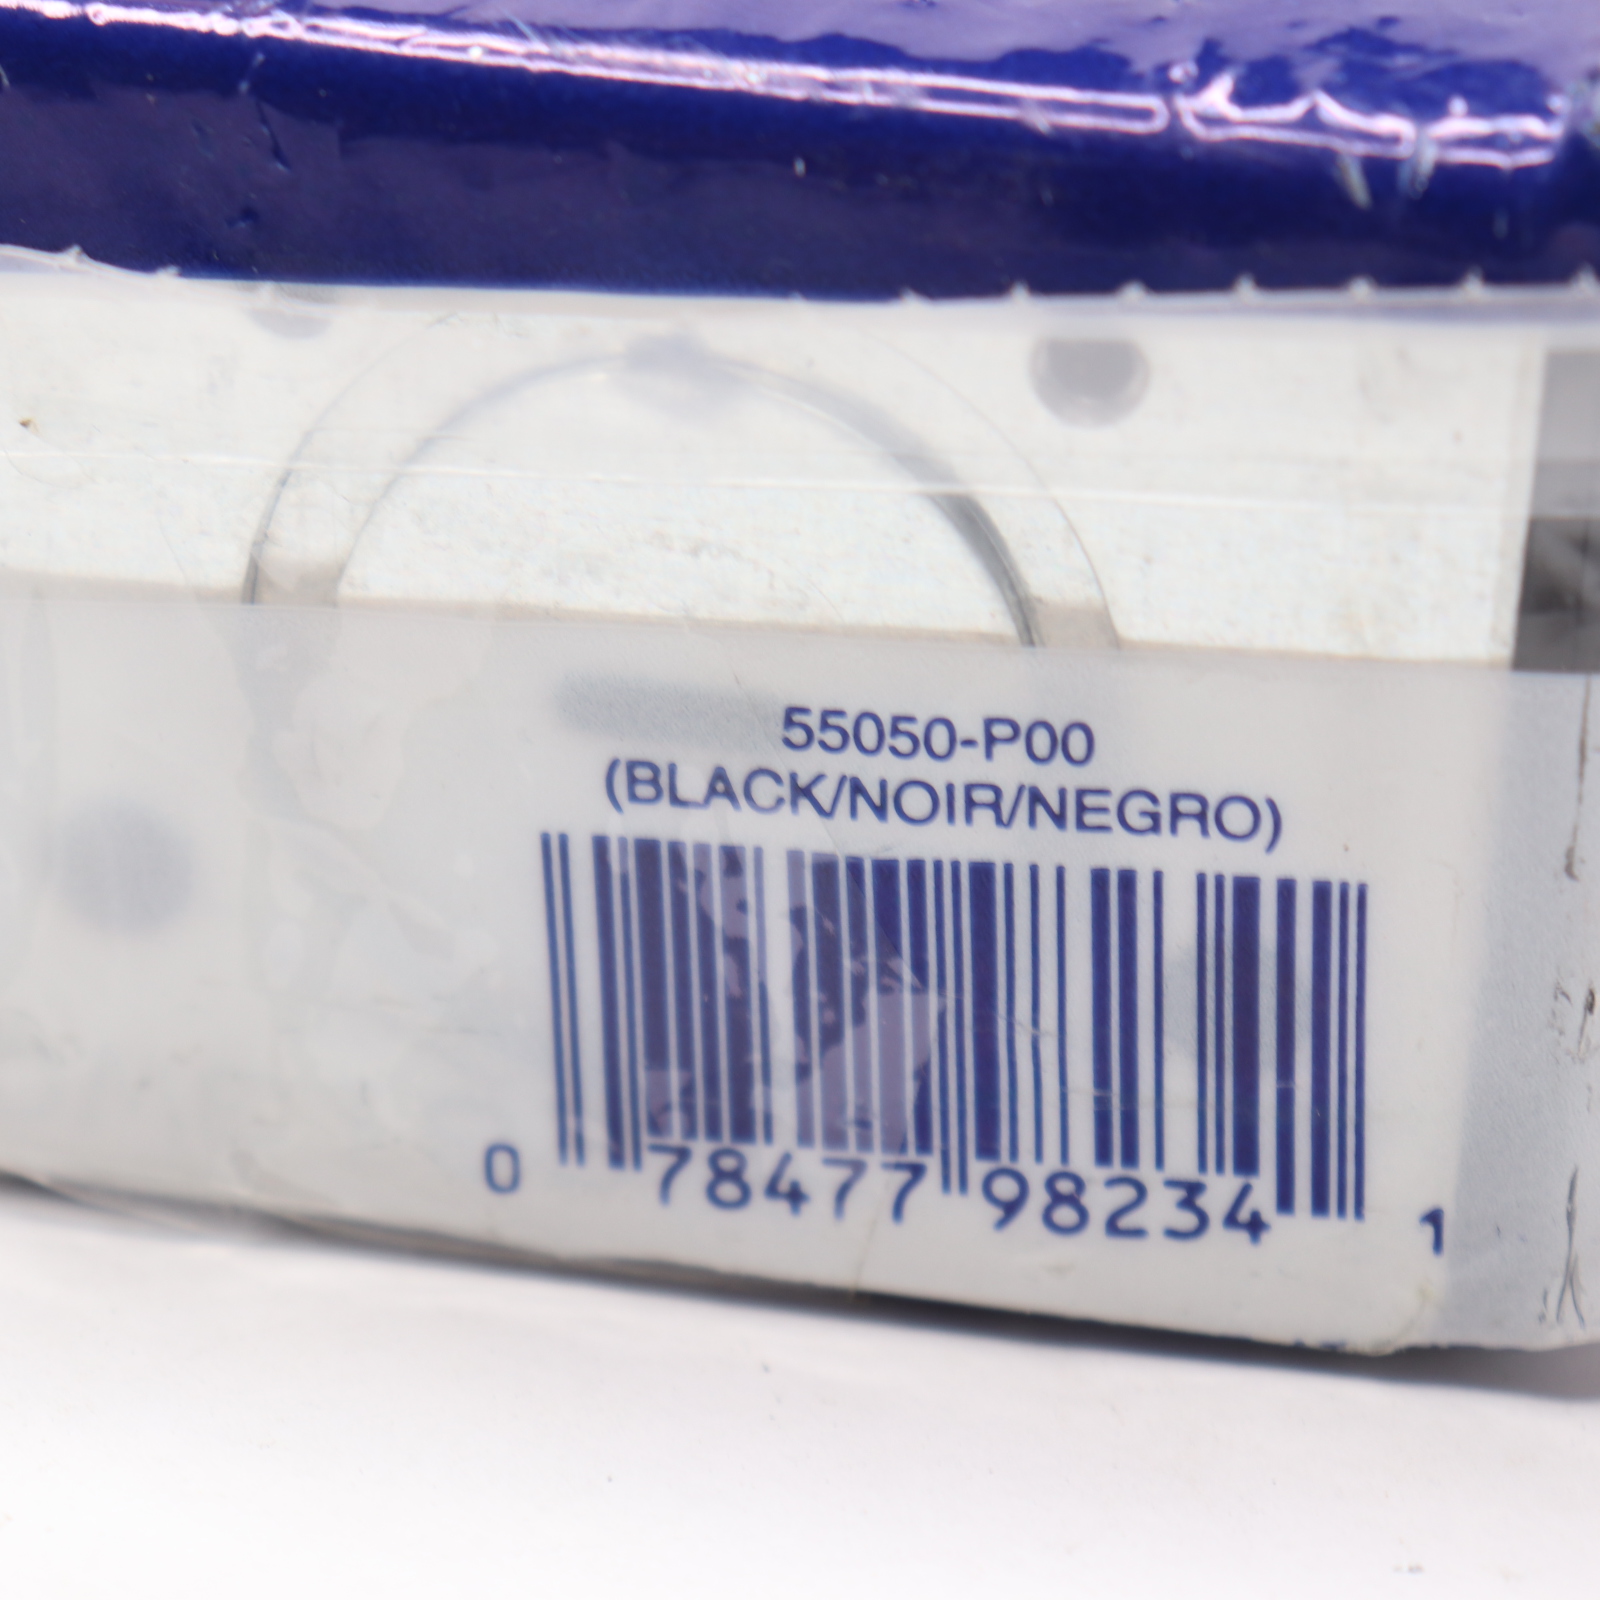 55050-P00
(BLACK/NOIR/NEGRO)
0 78477 98234 1